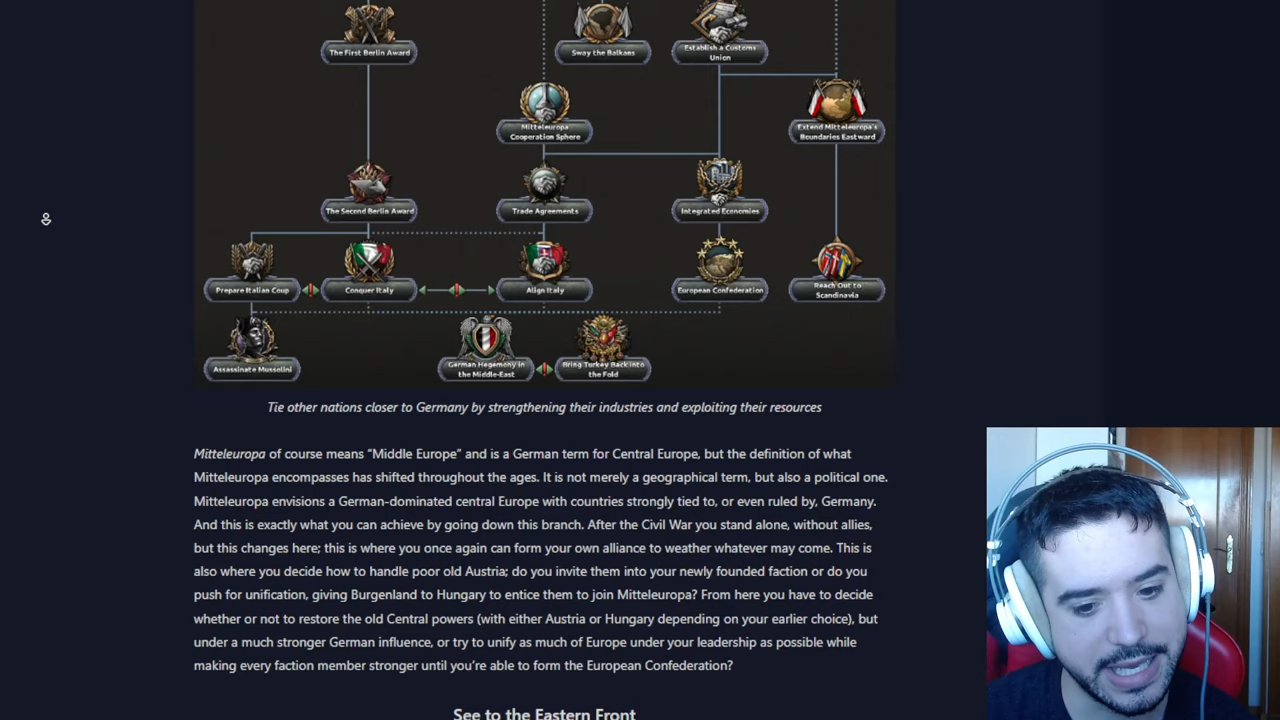 The First Berlin Award
Sway the Balkans
Establish a Customs
Union
Mitteleuropa
Cooperation Sphere
Extend Mitteleuropa's
Boundaries Eastward
The Second Berlin Award
Trade Agreements
Integrated Economies
Prepare Italian Coup
Conquer Italy
Align Italy
European Confederation
Reach Out to
Scandinavia
Assassinate Mussolini
German Hegemony in
the Middle-East
Bring Turkey Back into
the Fold
Tie other nations closer to Germany by strengthening their industries and exploiting their resources
Mitteleuropa of course means “Middle Europe” and is a German term for Central Europe, but the definition of what
Mitteleuropa encompasses has shifted throughout the ages. It is not merely a geographical term, but also a political one.
Mitteleuropa envisions a German-dominated central Europe with countries strongly tied to, or even ruled by, Germany.
And this is exactly what you can achieve by going down this branch. After the Civil War you stand alone, without allies,
but this changes here; this is where you once again can form your own alliance to weather whatever may come. This is
also where you decide how to handle poor old Austria; do you invite them into your newly founded faction or do you
push for unification, giving Burgenland to Hungary to entice them to join Mitteleuropa? From here you have to decide
whether or not to restore the old Central powers (with either Austria or Hungary depending on your earlier choice), but
under a much stronger German influence, or try to unify as much of Europe under your leadership as possible while
making every faction member stronger until you’re able to form the European Confederation?
See to the Eastern Front